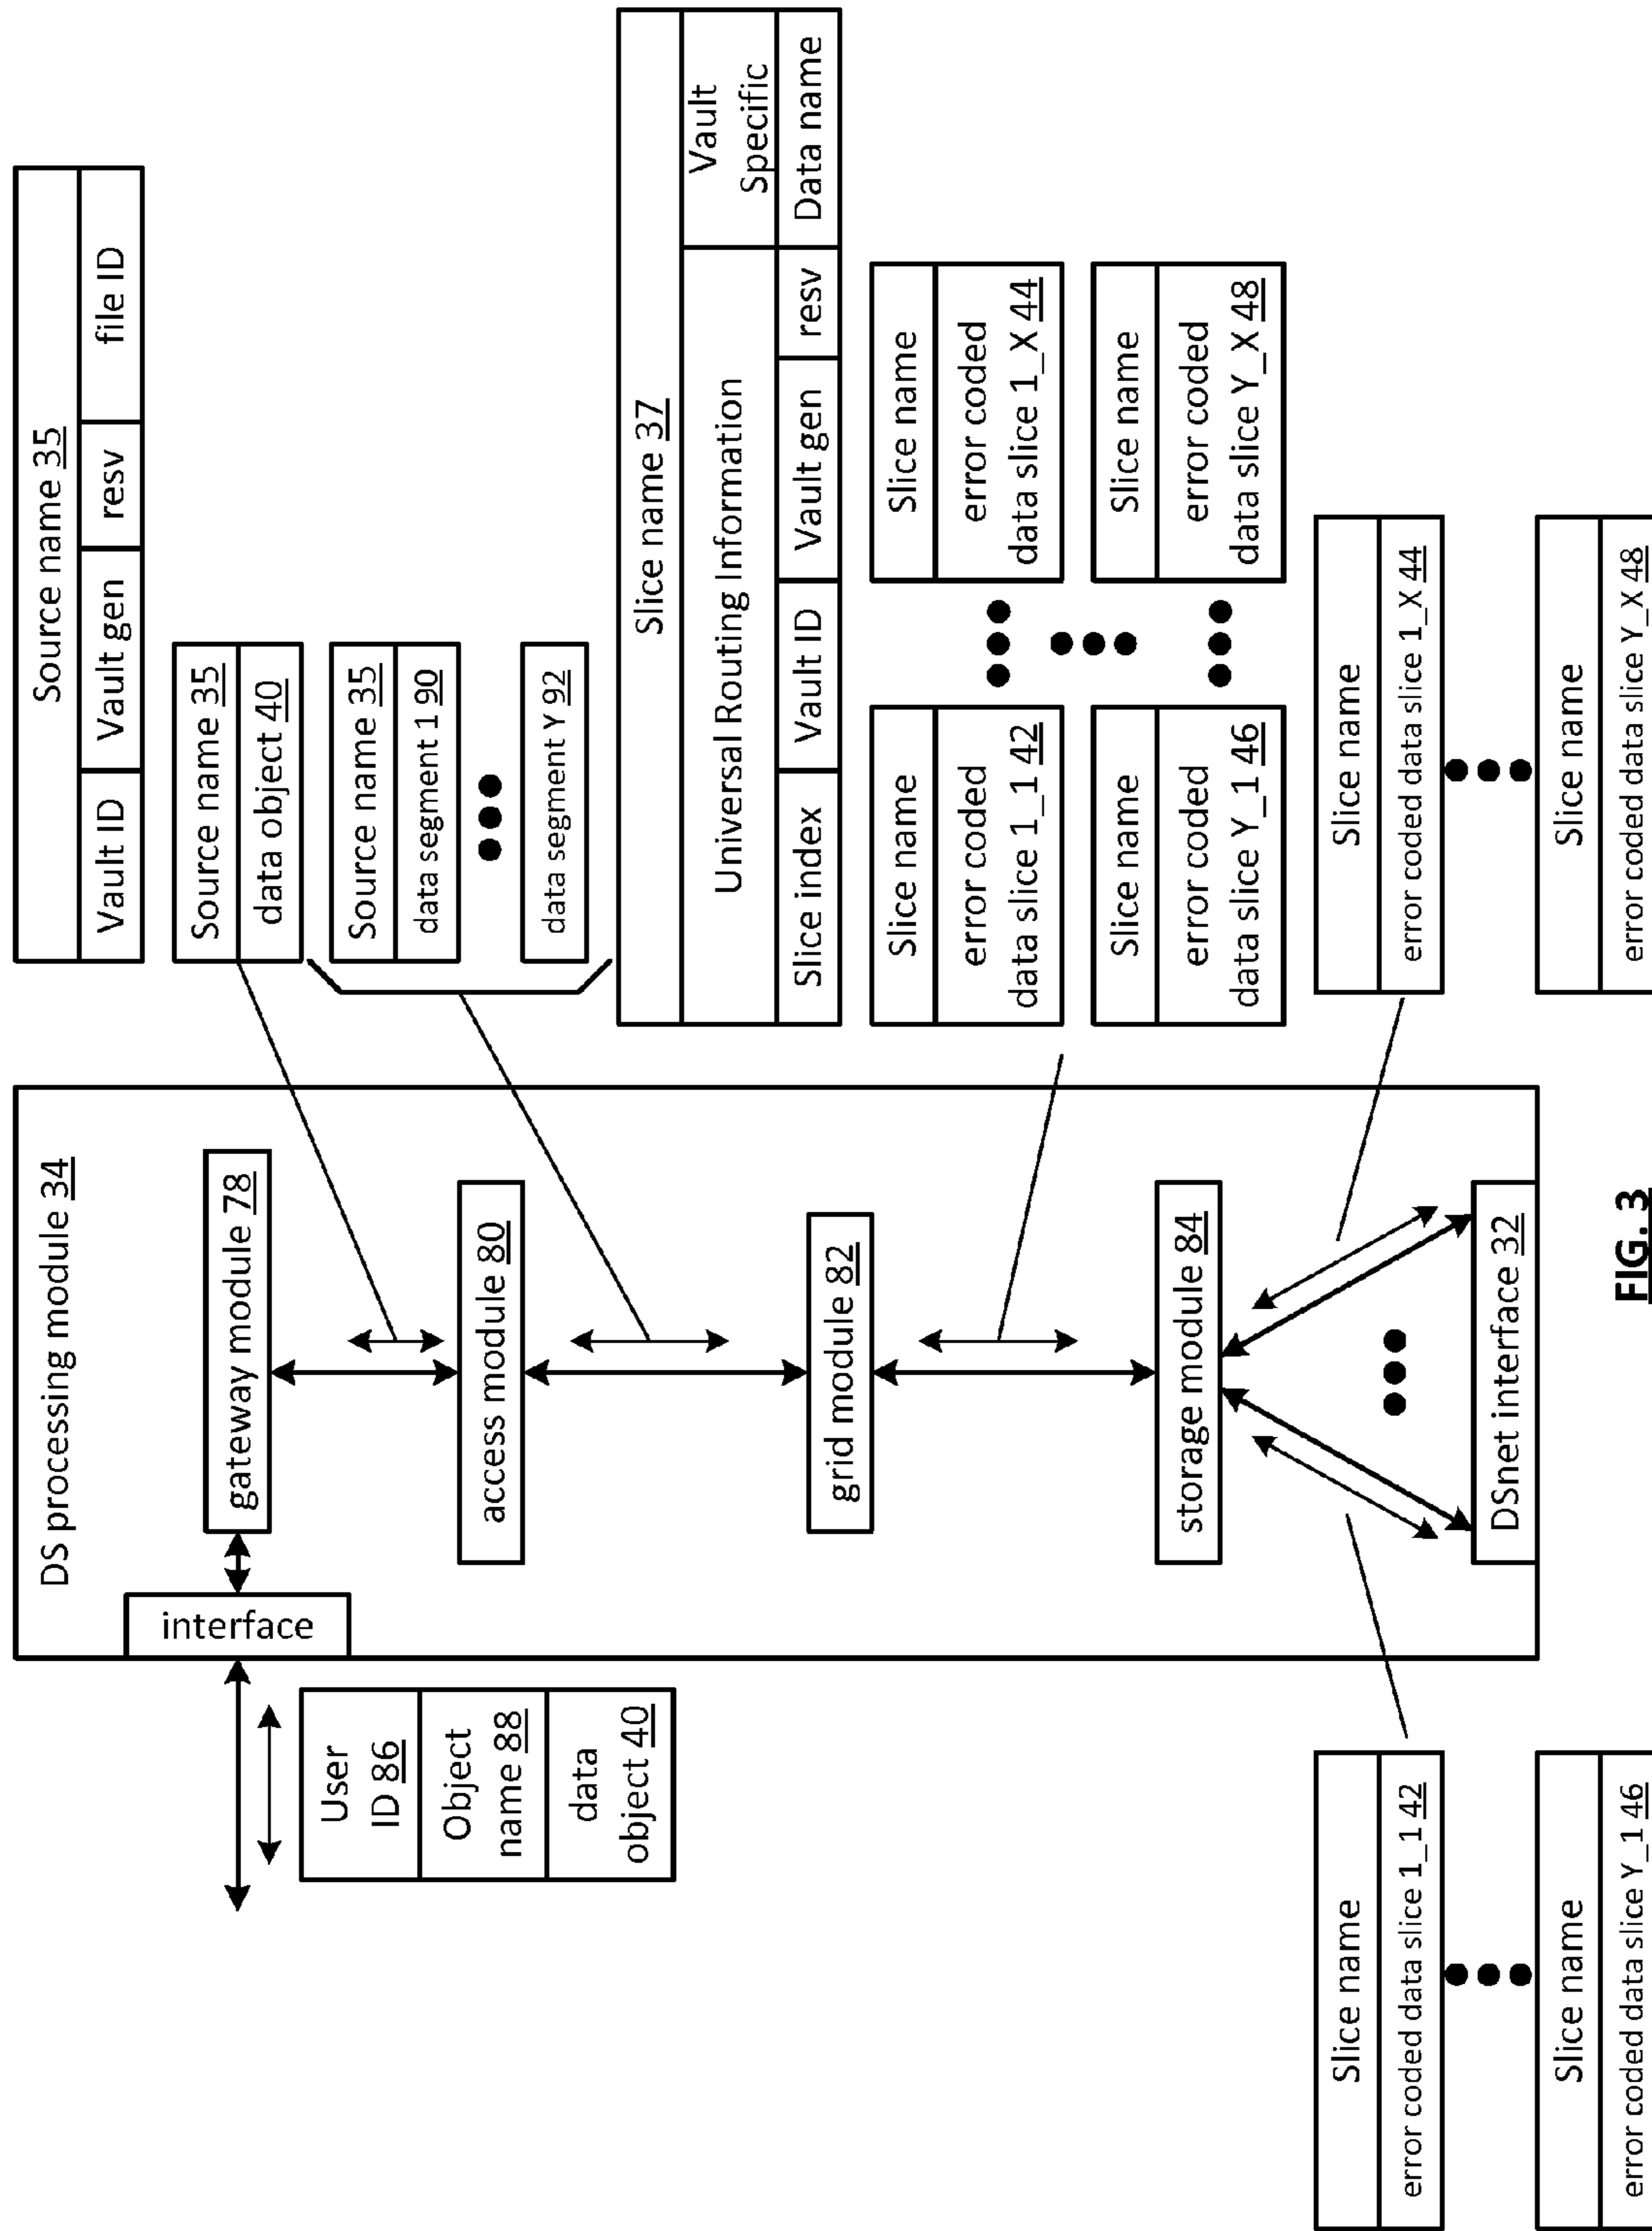 DS processing module 34
interface
User
ID 86
Object
name 88
data
object 40
gateway module 78
access module 80
grid module 82
storage module 84
DSnet interface 32
Source name 35
Vault ID
Vault gen
resv
file ID
Source name 35
data object 40
Source name 35
data segment 1 90
data segment Y 92
Slice name 37
Universal Routing Information
Vault
Specific
Slice index
Vault ID
Vault gen
resv
Data name
Slice name
error coded
data slice 1_1 42
Slice name
error coded
data slice 1_X 44
Slice name
error coded
data slice Y_1 46
Slice name
error coded
data slice Y_X 48
Slice name
error coded data slice 1_1 42
Slice name
error coded data slice Y_1 46
Slice name
error coded data slice 1_X 44
Slice name
error coded data slice Y_X 48
FIG. 3